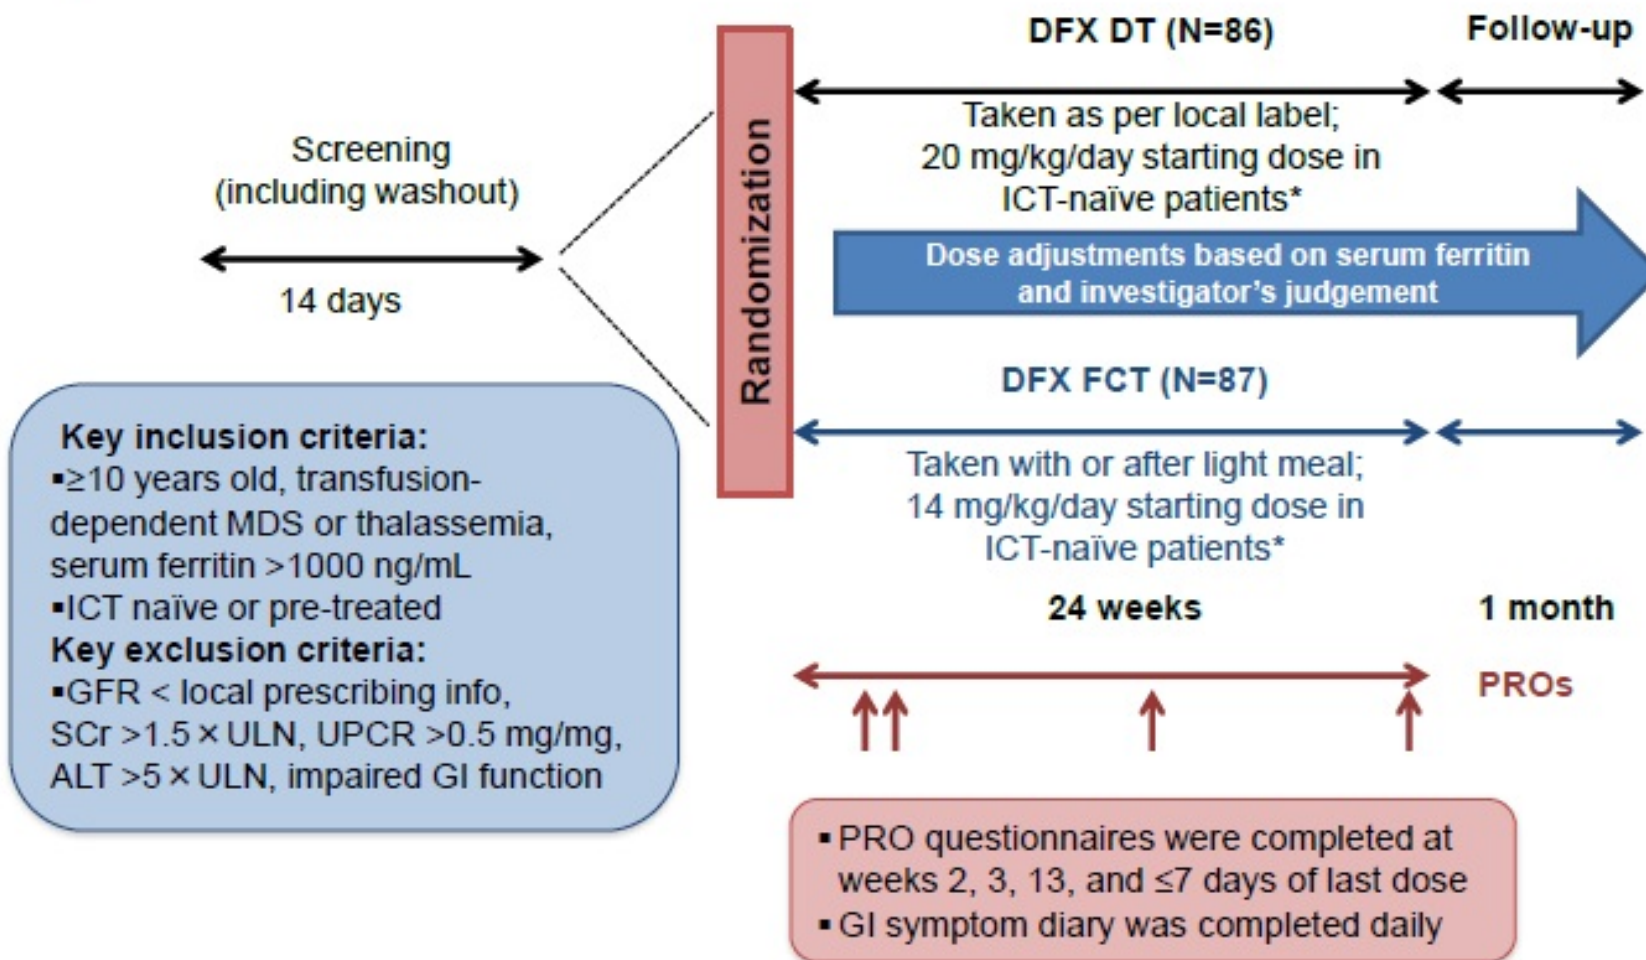 Screening
(including washout)
14 days
Key inclusion criteria:
▪≥10 years old, transfusion-
dependent MDS or thalassemia,
serum ferritin >1000 ng/mL
▪ICT naïve or pre-treated
Key exclusion criteria:
▪GFR < local prescribing info,
SCr >1.5 × ULN, UPCR >0.5 mg/mg,
ALT >5 × ULN, impaired GI function
Randomization
DFX DT (N=86)
Follow-up
Taken as per local label;
20 mg/kg/day starting dose in
ICT-naïve patients*
Dose adjustments based on serum ferritin
and investigator’s judgement
DFX FCT (N=87)
Taken with or after light meal;
14 mg/kg/day starting dose in
ICT-naïve patients*
24 weeks
1 month
PROs
▪ PRO questionnaires were completed at
weeks 2, 3, 13, and ≤7 days of last dose
▪ GI symptom diary was completed daily